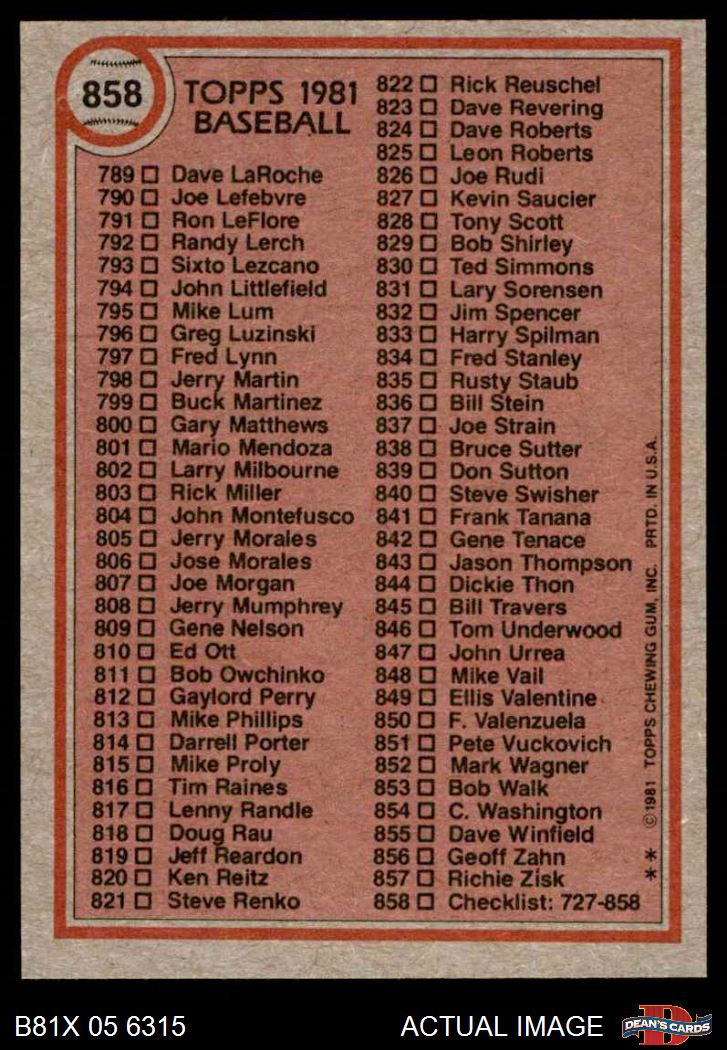 858
TOPPS 1981
BASEBALL
789 Dave LaRoche
790 Joe Lefebvre
791 Ron LeFlore
792 Randy Lerch
793 Sixto Lezcano
794 John Littlefield
795 Mike Lum
796 Greg Luzinski
797 Fred Lynn
798 Jerry Martin
799 Buck Martinez
800 Gary Matthews
801 Mario Mendoza
802 Larry Milbourne
803 Rick Miller
804 John Montefusco
805 Jerry Morales
806 Jose Morales
807 Joe Morgan
808 Jerry Mumphrey
809 Gene Nelson
810 Ed Ott
811 Bob Owchinko
812 Gaylord Perry
813 Mike Phillips
814 Darrell Porter
815 Mike Proly
816 Tim Raines
817 Lenny Randle
818 Doug Rau
819 Jeff Reardon
820 Ken Reitz
821 Steve Renko
822 Rick Reuschel
823 Dave Revering
824 Dave Roberts
825 Leon Roberts
826 Joe Rudi
827 Kevin Saucier
828 Tony Scott
829 Bob Shirley
830 Ted Simmons
831 Lary Sorensen
832 Jim Spencer
833 Harry Spilman
834 Fred Stanley
835 Rusty Staub
836 Bill Stein
837 Joe Strain
838 Bruce Sutter
839 Don Sutton
840 Steve Swisher
841 Frank Tanana
842 Gene Tenace
843 Jason Thompson
844 Dickie Thon
845 Bill Travers
846 Tom Underwood
847 John Urrea
848 Mike Vail
849 Ellis Valentine
850 F. Valenzuela
851 Pete Vuckovich
852 Mark Wagner
853 Bob Walk
854 C. Washington
855 Dave Winfield
856 Geoff Zahn
857 Richie Zisk
858 Checklist: 727-858
* * ©1981 TOPPS CHEWING GUM, INC. PRTD. IN U.S.A.
B81X 05 6315
ACTUAL IMAGE
D
DEAN'S CARDS